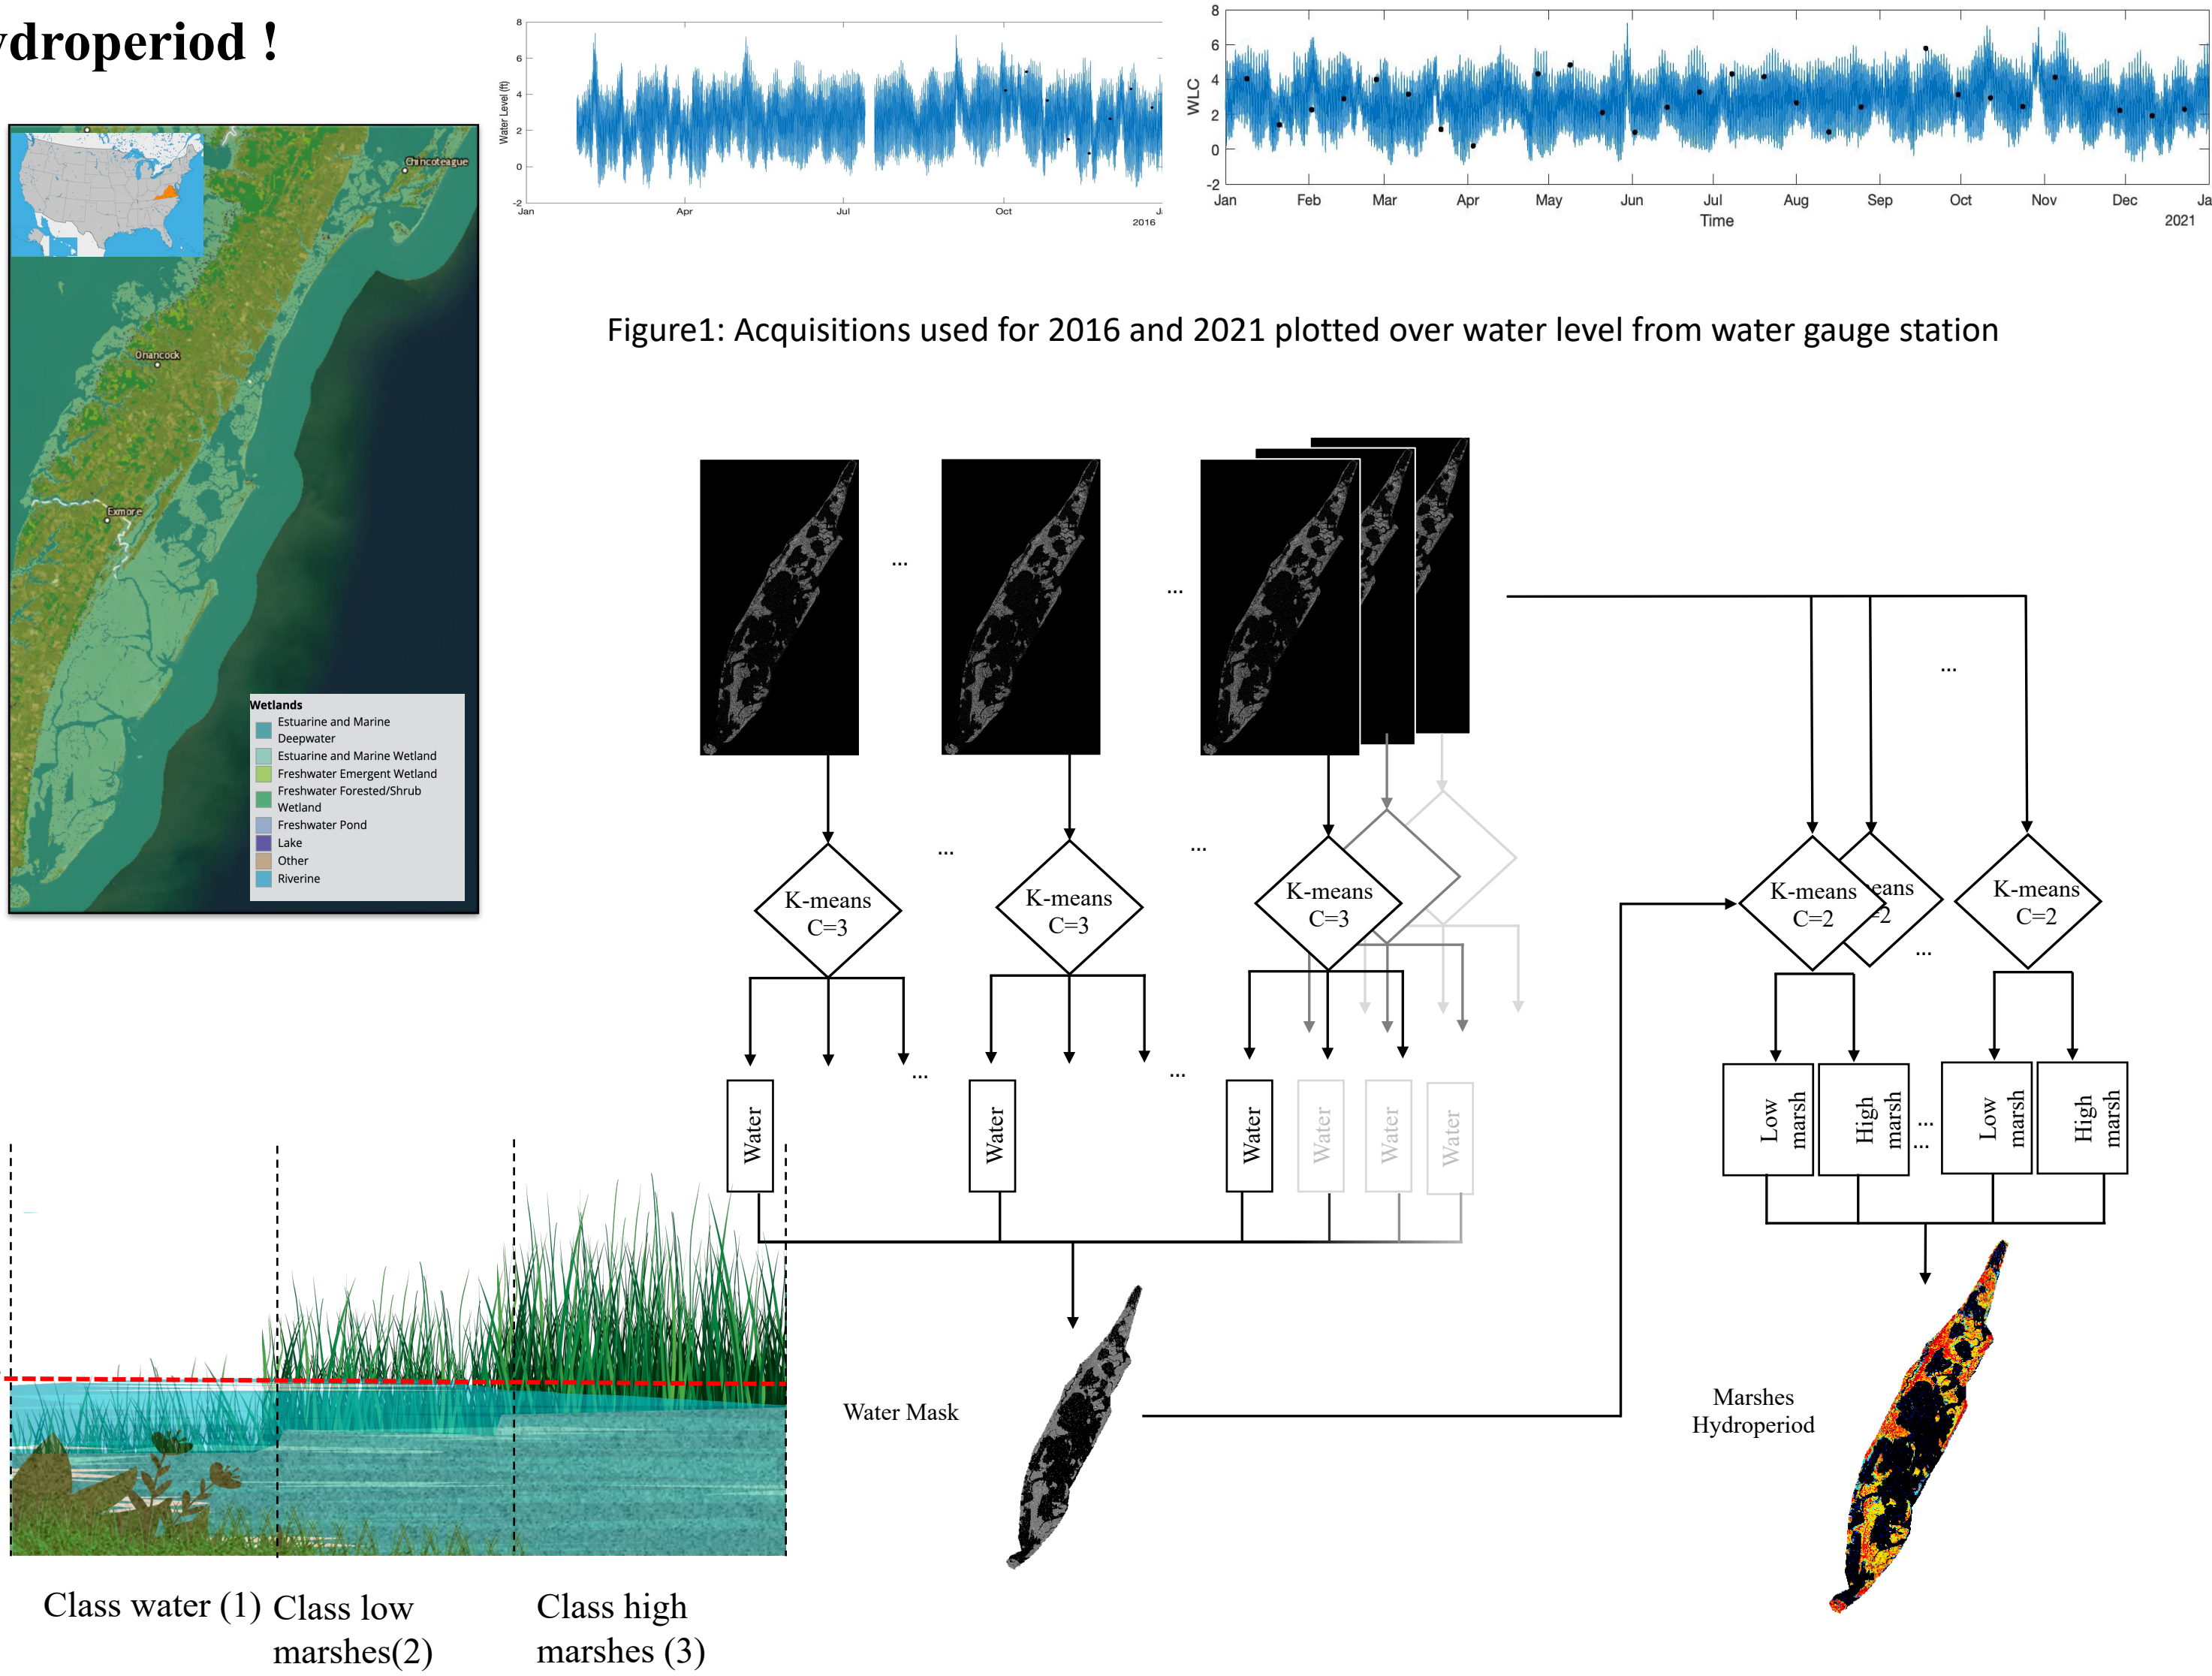 ydroperiod !
Chincoteague
Onancock
Exmore
Wetlands
Estuarine and Marine
Deepwater
Estuarine and Marine Wetland
Freshwater Emergent Wetland
Freshwater Forested/Shrub
Wetland
Freshwater Pond
Lake
Other
Riverine
Water Level (ft)
8
6
4
2
0
-2
Jan
Apr
Jul
Oct
2016
WLC
8
6
4
2
0
-2
Jan
Feb
Mar
Apr
May
Jun
Jul
Aug
Sep
Oct
Nov
Dec
Ja
Time
2021
Figure1: Acquisitions used for 2016 and 2021 plotted over water level from water gauge station
...
...
...
...
...
K-means
C=3
K-means
C=3
K-means
C=3
K-means
C=2
eans
=2
K-means
C=2
...
...
...
Water
Water
Water
Water
Water
Water
Low
marsh
High
marsh
...
...
Low
marsh
High
marsh
Water Mask
Marshes
Hydroperiod
Class water (1)
Class low
marshes(2)
Class high
marshes (3)